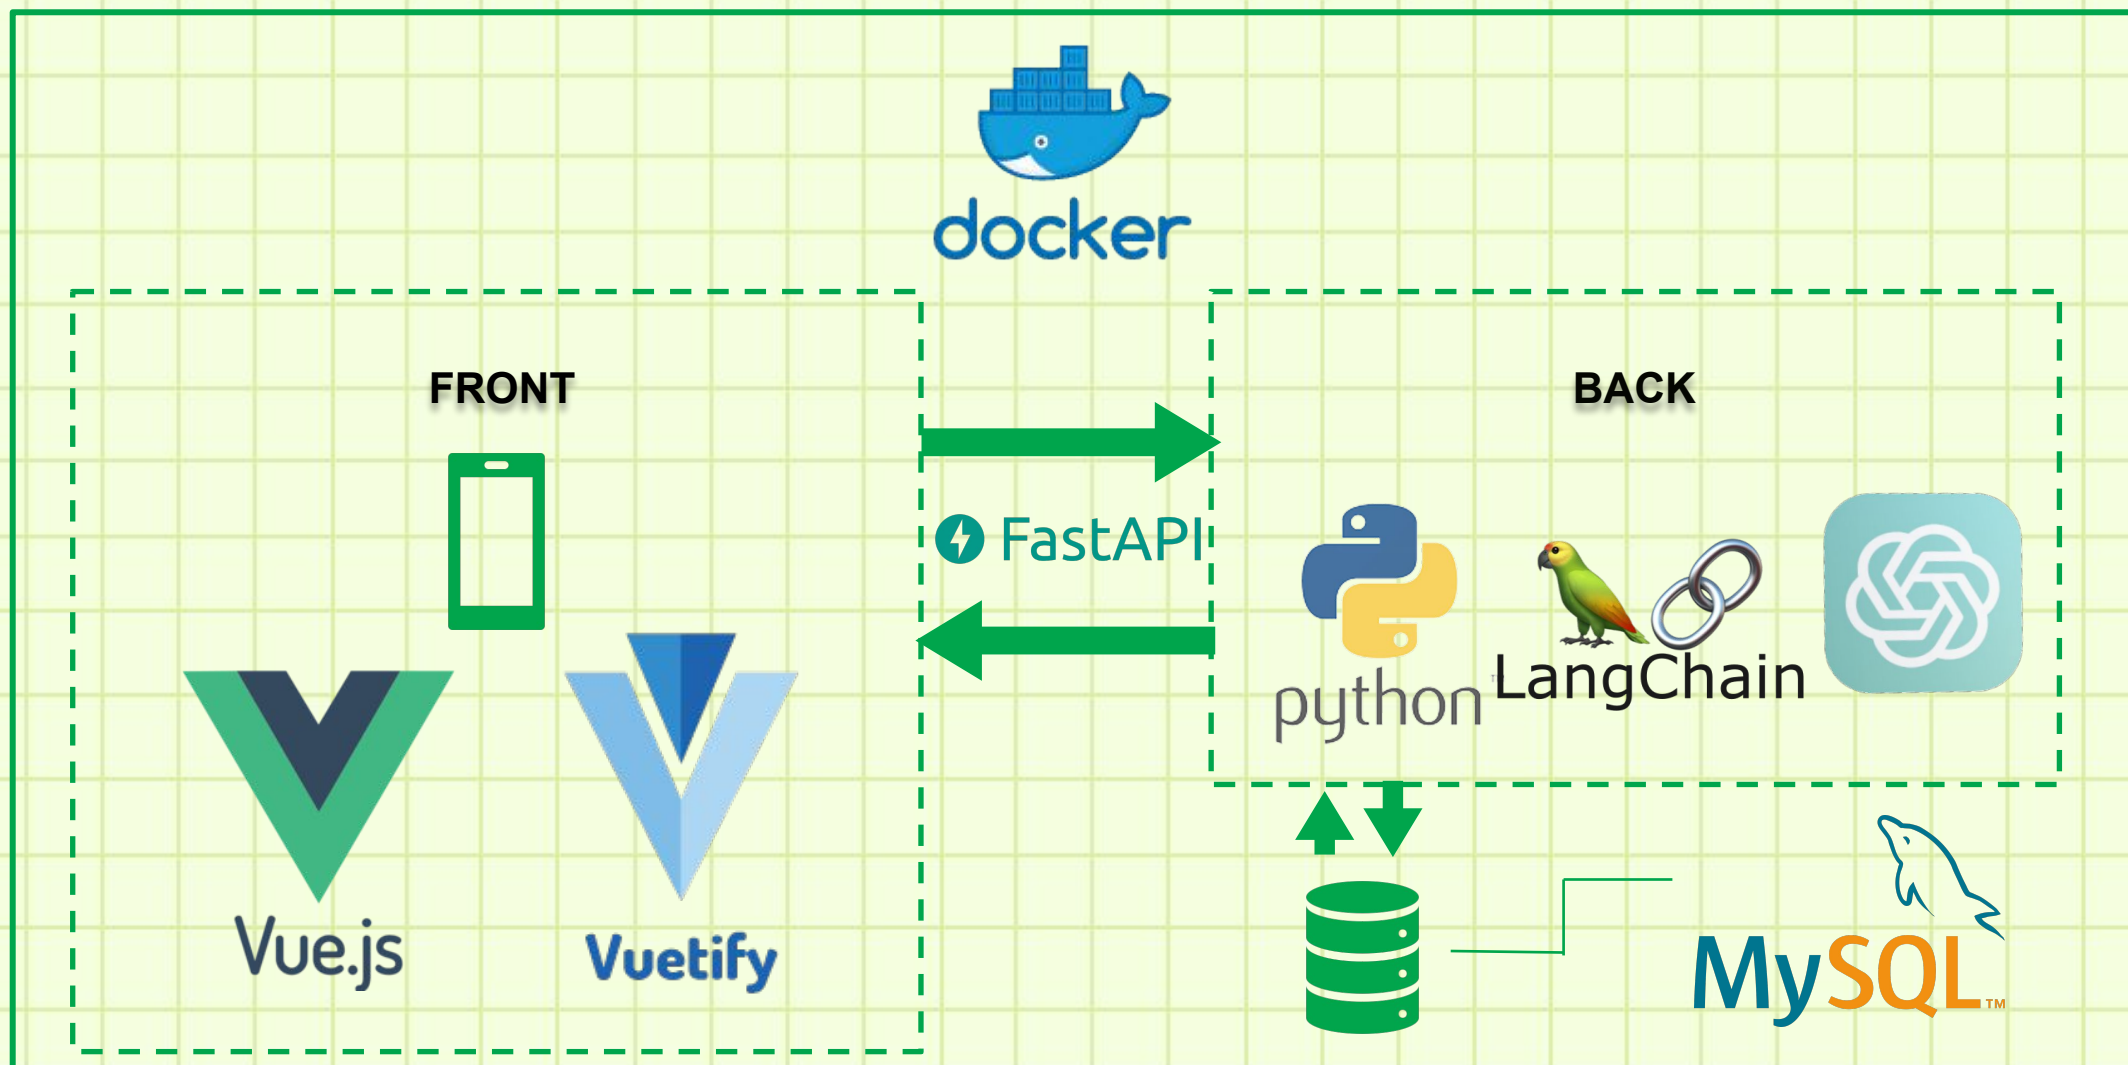 docker
FRONT
BACK
FastAPI
python
LangChain
Vue.js
Vuetify
MySQL™